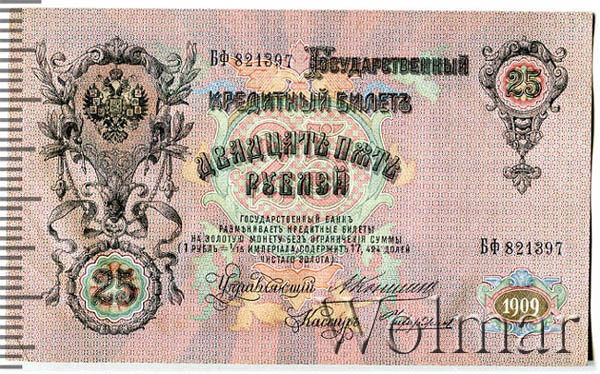 БФ 821397
25
Государственный
Кредитный билетъ
Двадцать пять
рублей
Государственный банкъ
размѣниваетъ кредитные билеты
на золотую монету безъ ограниченія суммы
(1 рубль = 1/15 имперіала, содержитъ 17,424 долей
чистаго золота).
БФ 821397
25
Управляющій
Кассиръ
1909
Wolmar